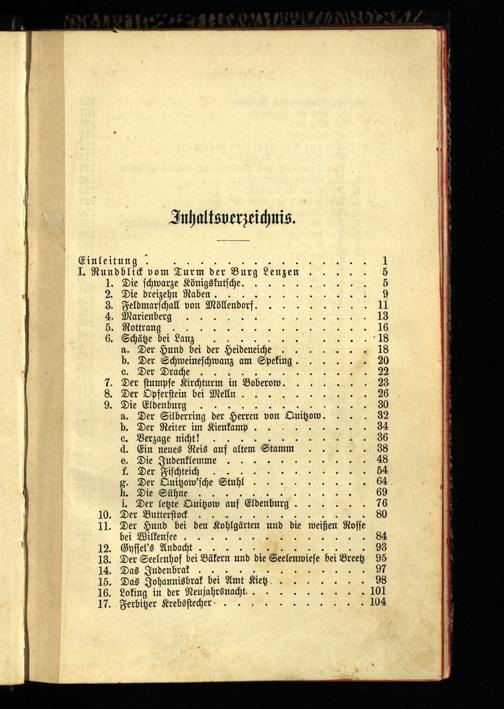 Inhaltsverzeichnis.
Einleitung . . . . . . . . . . . . . . 1
I. Rundblick vom Turm der Burg Lenzen . . . . . 5
1. Die schwarze Königskutsche. . . . . . . . . 5
2. Die dreizehn Raben . . . . . . . . . . . 9
3. Feldmarschall von Möllendorf. . . . . . . . 11
4. Marienberg . . . . . . . . . . . . . 13
5. Rottrang . . . . . . . . . . . . . . 16
6. Schätze bei Lanz . . . . . . . . . . . 18
a. Der Hund bei der Heideneiche . . . . . . 18
b. Der Schweineschwanz am Speking . . . . . 20
c. Der Drache . . . . . . . . . . . . 22
7. Der stumpfe Kirchturm in Boberow. . . . . . 23
8. Der Opferstein bei Melln . . . . . . . . . 26
9. Die Eldenburg . . . . . . . . . . . . 30
a. Der Silberring der Herren von Quitzow. . . . 32
b. Der Reiter im Kienkamp . . . . . . . . 34
c. Verzage nicht! . . . . . . . . . . . 36
d. Ein neues Reis auf altem Stamm . . . . . 38
e. Die Judenklemme . . . . . . . . . . 48
f. Der Fischteich . . . . . . . . . . . 54
g. Der Quitzow'sche Stuhl . . . . . . . . 64
h. Die Sühne . . . . . . . . . . . . 69
i. Der letzte Quitzow auf Eldenburg . . . . . 76
10. Der Butterstock . . . . . . . . . . . . 80
11. Der Hund bei den Kohlgärten und die weißen Rosse
bei Wilkensee . . . . . . . . . . . . 84
12. Gyssel's Andacht . . . . . . . . . . . 93
13. Der Seelenhof bei Bäkern und die Seelenwiese bei Breetz 95
14. Das Judenbrak . . . . . . . . . . . . 97
15. Das Johannisbrak bei Amt Kietz . . . . . . 98
16. Loking in der Neujahrsnacht. . . . . . . . 101
17. Ferbitzer Krebsstecher . . . . . . . . . . 104